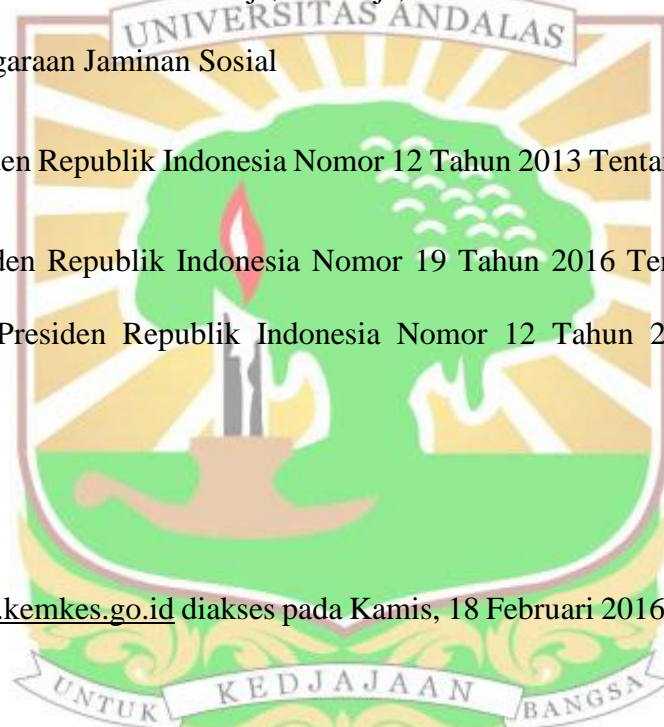 UNIVERSITAS ANDALAS
garaan Jaminan Sosial
en Republik Indonesia Nomor 12 Tahun 2013 Tenta
den Republik Indonesia Nomor 19 Tahun 2016 Te
Presiden Republik Indonesia Nomor 12 Tahun 2
.kemkes.go.id diakses pada Kamis, 18 Februari 2016
UNTUK KEDJAJAAN BANGSA